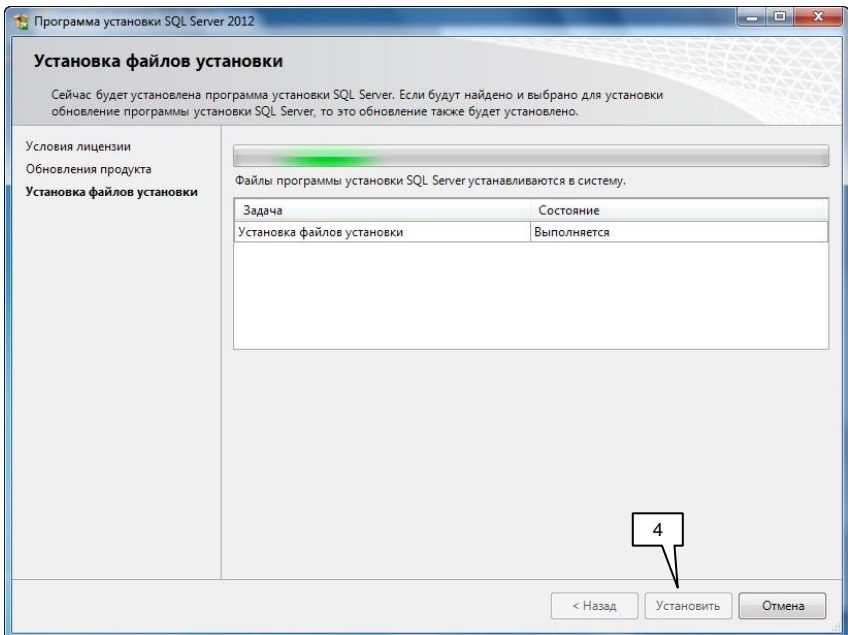 Программа установки SQL Server 2012
Установка файлов установки
Сейчас будет установлена программа установки SQL Server. Если будут найдено и выбрано для установки
обновление программы установки SQL Server, то это обновление также будет установлено.
Условия лицензии
Обновления продукта
Установка файлов установки
Файлы программы установки SQL Server устанавливаются в систему.
Задача Состояние
Установка файлов установки Выполняется
4
< Назад Установить Отмена